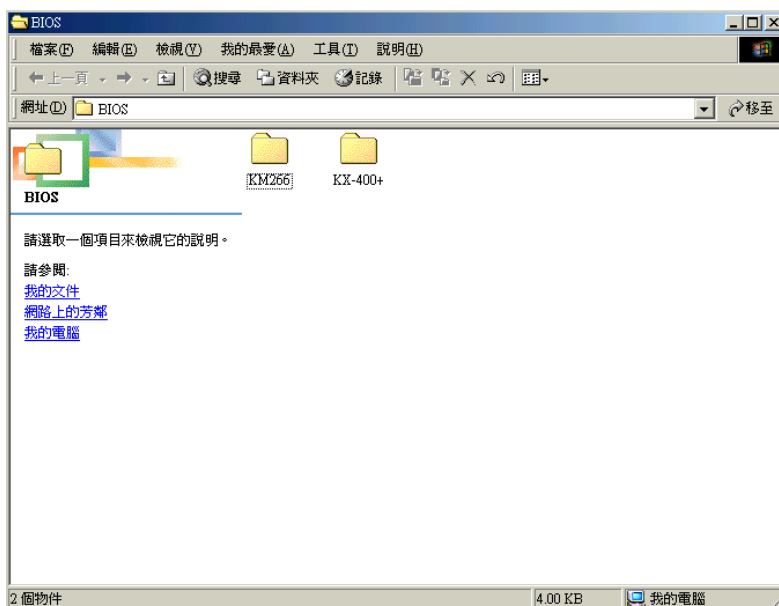 BIOS
檔案(F) 編輯(E) 檢視(V) 我的最愛(A) 工具(T) 說明(H)
上一頁 搜尋 資料夾 記錄
網址(D) BIOS 移至
KM266 KX-400+
BIOS
請選取一個項目來檢視它的說明。
請參閱:
我的文件
網路上的芳鄰
我的電腦
2 個物件 4.00 KB 我的電腦